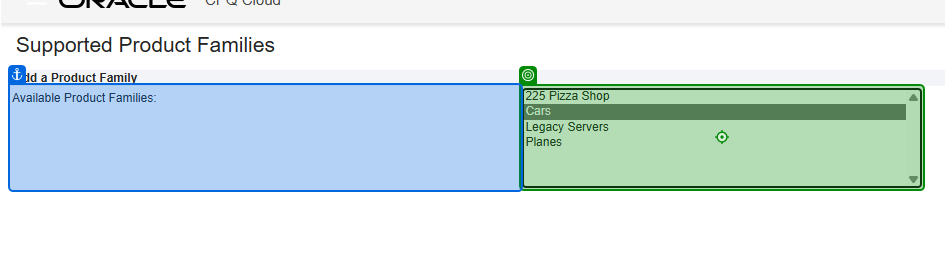 ORACLE CPQ Cloud
Supported Product Families
dd a Product Family
Available Product Families:
225 Pizza Shop
Cars
Legacy Servers
Planes